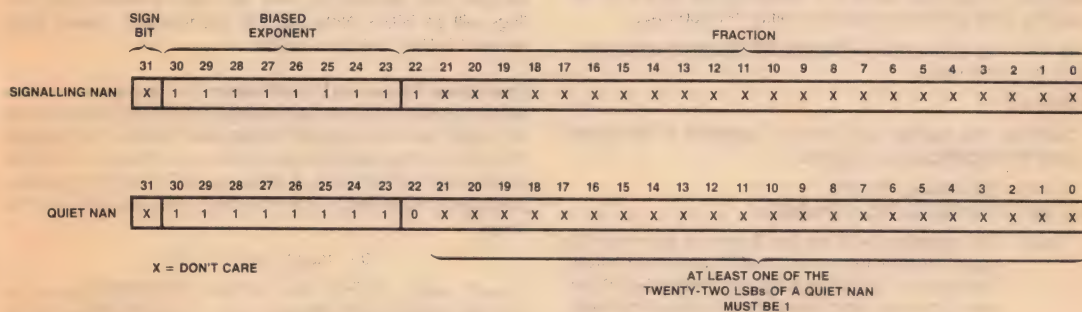 SIGN
BIT
BIASED
EXPONENT
FRACTION
31 30 29 28 27 26 25 24 23 22 21 20 19 18 17 16 15 14 13 12 11 10 9 8 7 6 5 4 3 2 1 0
SIGNALLING NAN X 1 1 1 1 1 1 1 1 1 X X X X X X X X X X X X X X X X X X X X X X
31 30 29 28 27 26 25 24 23 22 21 20 19 18 17 16 15 14 13 12 11 10 9 8 7 6 5 4 3 2 1 0
QUIET NAN X 1 1 1 1 1 1 1 1 0 X X X X X X X X X X X X X X X X X X X X X X
X = DON'T CARE
AT LEAST ONE OF THE
TWENTY-TWO LSBs OF A QUIET NAN
MUST BE 1